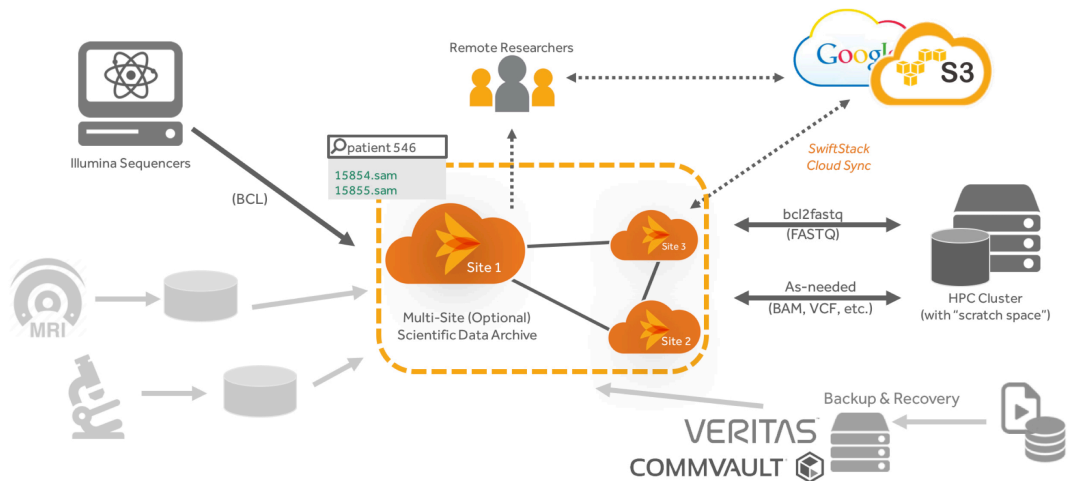 Remote Researchers
Google
S3
Illumina Sequencers
patient 546
15854.sam
15855.sam
SwiftStack
Cloud Sync
(BCL)
bcl2fastq
(FASTQ)
Site 1
Site 3
Site 2
As-needed
(BAM, VCF, etc.)
HPC Cluster
(with "scratch space")
Multi-Site (Optional)
Scientific Data Archive
MRI
Backup & Recovery
VERITAS™
COMMVAULT